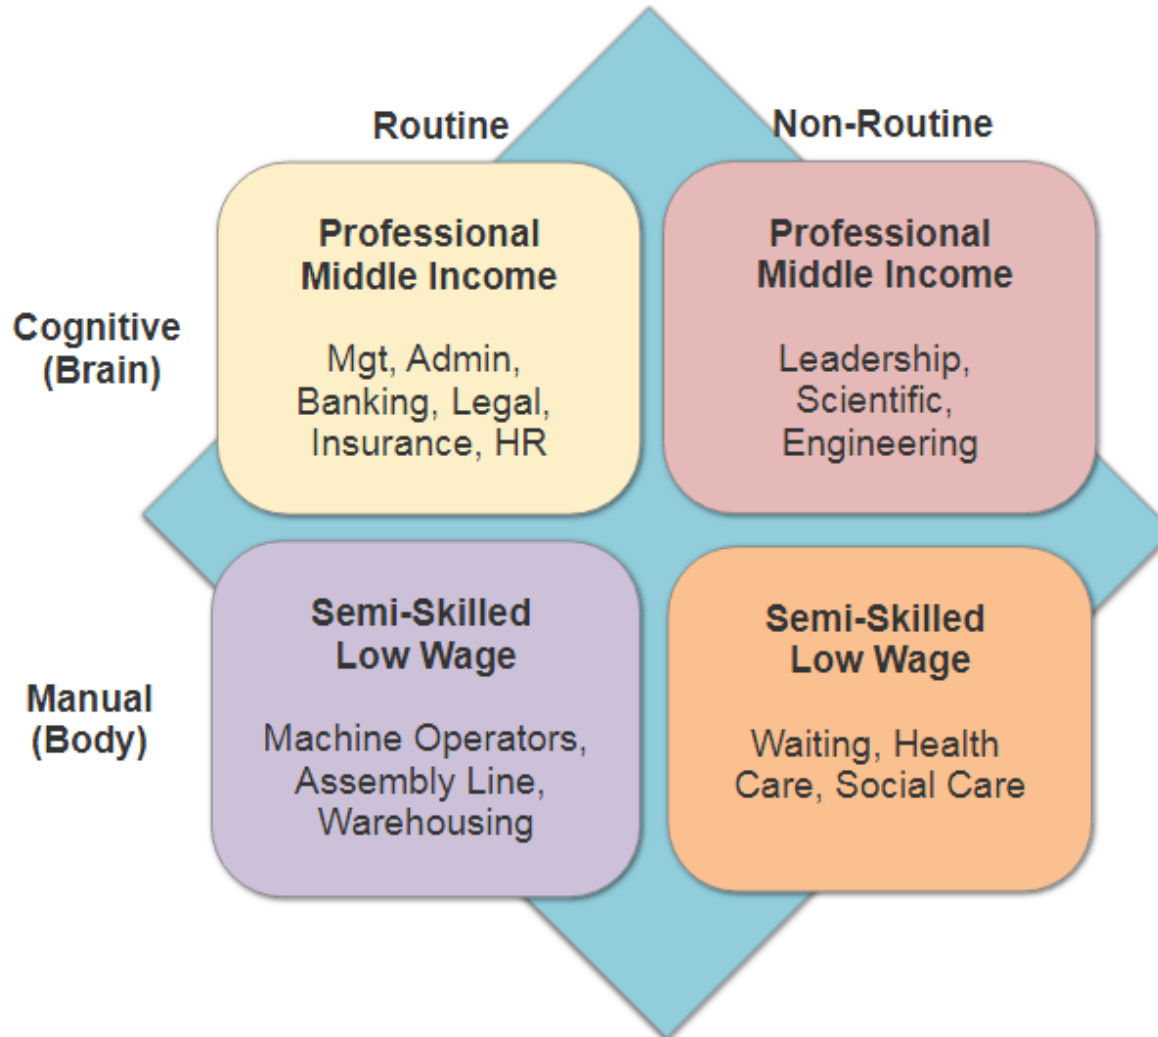 Routine
Non-Routine
Cognitive
(Brain)
Professional
Middle Income
Mgt, Admin,
Banking, Legal,
Insurance, HR
Professional
Middle Income
Leadership,
Scientific,
Engineering
Manual
(Body)
Semi-Skilled
Low Wage
Machine Operators,
Assembly Line,
Warehousing
Semi-Skilled
Low Wage
Waiting, Health
Care, Social Care